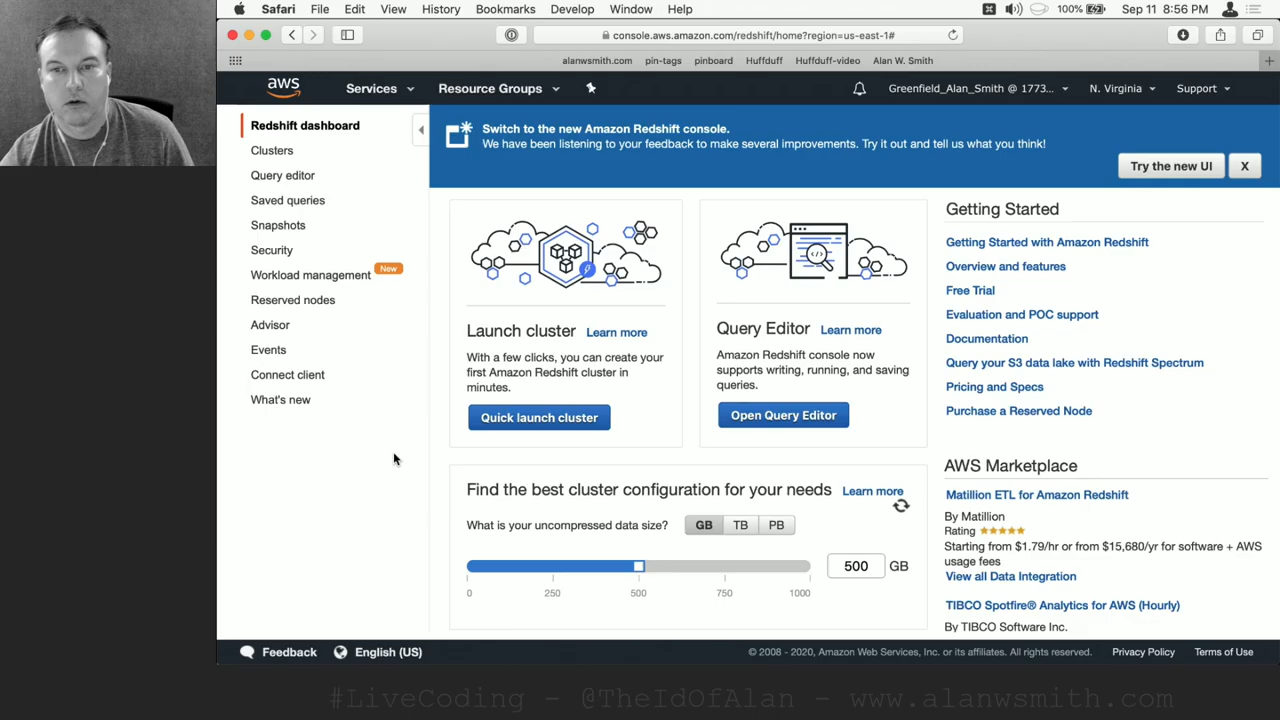 Safari File Edit View History Bookmarks Develop Window Help 100% Sep 11 8:56 PM
console.aws.amazon.com/redshift/home?region=us-east-1#
alanwsmith.com pin-tags pinboard Huffduff Huffduff-video Alan W. Smith
aws Services Resource Groups Greenfield_Alan_Smith @ 1773... N. Virginia Support
Redshift dashboard
Clusters
Query editor
Saved queries
Snapshots
Security
Workload management New
Reserved nodes
Advisor
Events
Connect client
What's new
Switch to the new Amazon Redshift console.
We have been listening to your feedback to make several improvements. Try it out and tell us what you think!
Try the new UI X
Launch cluster Learn more
With a few clicks, you can create your
first Amazon Redshift cluster in
minutes.
Quick launch cluster
Query Editor Learn more
Amazon Redshift console now
supports writing, running, and saving
queries.
Open Query Editor
Find the best cluster configuration for your needs Learn more
What is your uncompressed data size? GB TB PB
500 GB
0 250 500 750 1000
Getting Started
Getting Started with Amazon Redshift
Overview and features
Free Trial
Evaluation and POC support
Documentation
Query your S3 data lake with Redshift Spectrum
Pricing and Specs
Purchase a Reserved Node
AWS Marketplace
Matillion ETL for Amazon Redshift
By Matillion
Rating
Starting from $1.79/hr or from $15,680/yr for software + AWS
usage fees
View all Data Integration
TIBCO Spotfire® Analytics for AWS (Hourly)
By TIBCO Software Inc.
Feedback English (US) © 2008 - 2020, Amazon Web Services, Inc. or its affiliates. All rights reserved. Privacy Policy Terms of Use
#LiveCoding - @TheIdOfAlan - www.alanwsmith.com